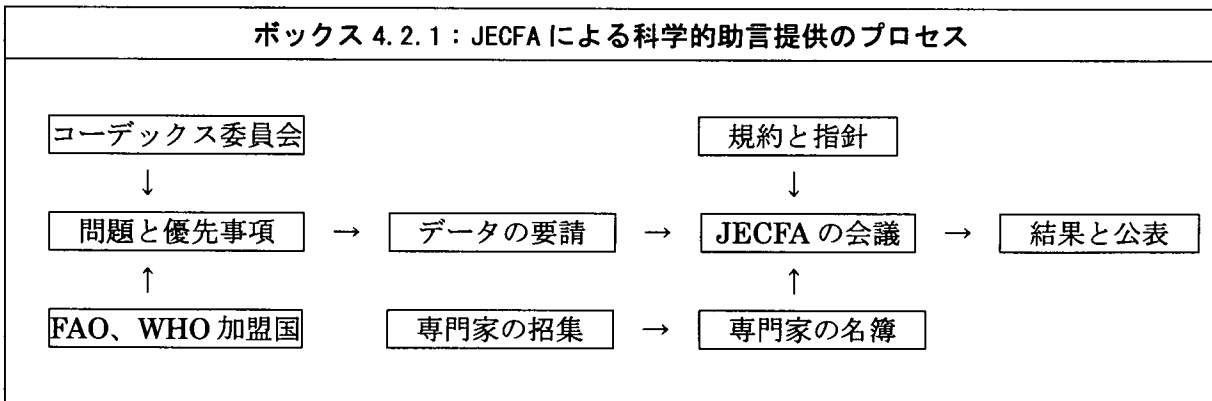 ボックス 4.2.1：JECFA による科学的助言提供のプロセス
コーデックス委員会 規約と指針
↓ ↓
問題と優先事項 → データの要請 → JECFA の会議 → 結果と公表
↑ ↑
FAO、WHO 加盟国 専門家の招集 → 専門家の名簿